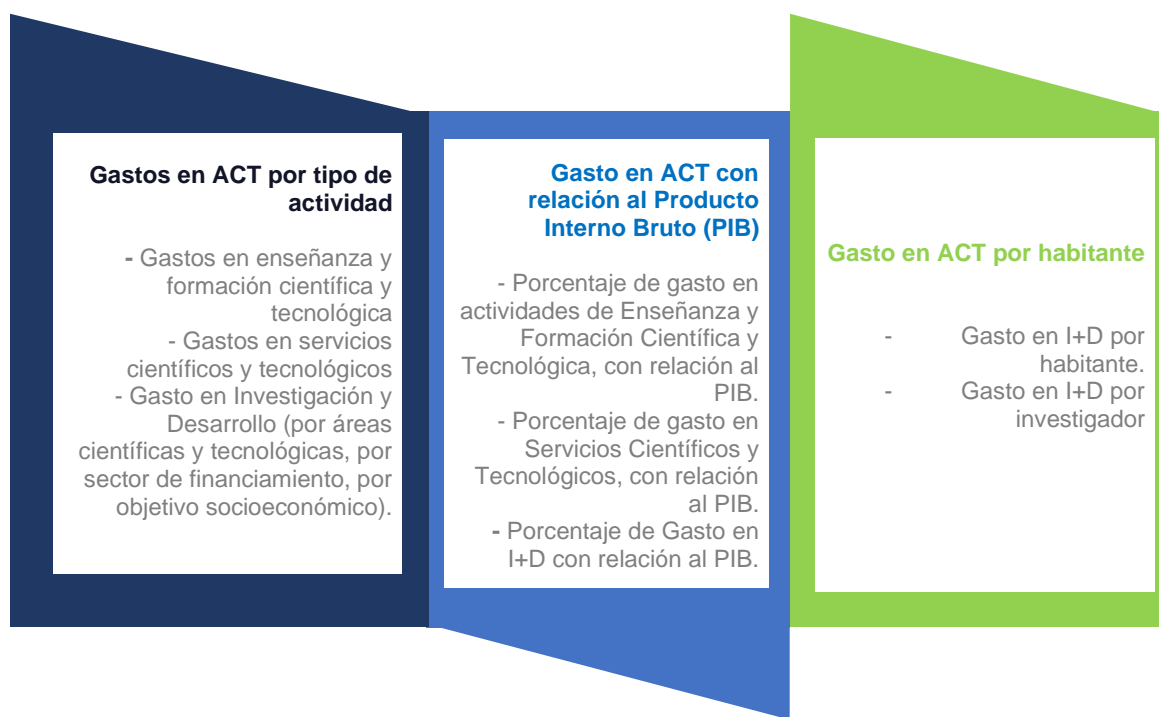 Gastos en ACT por tipo de
actividad
- Gastos en enseñanza y
formación científica y
tecnológica
- Gastos en servicios
científicos y tecnológicos
- Gasto en Investigación y
Desarrollo (por áreas
científicas y tecnológicas, por
sector de financiamiento, por
objetivo socioeconómico).
Gasto en ACT con
relación al Producto
Interno Bruto (PIB)
- Porcentaje de gasto en
actividades de Enseñanza y
Formación Científica y
Tecnológica, con relación al
PIB.
- Porcentaje de gasto en
Servicios Científicos y
Tecnológicos, con relación
al PIB.
- Porcentaje de Gasto en
I+D con relación al PIB.
Gasto en ACT por habitante
- Gasto en I+D por
habitante.
- Gasto en I+D por
investigador